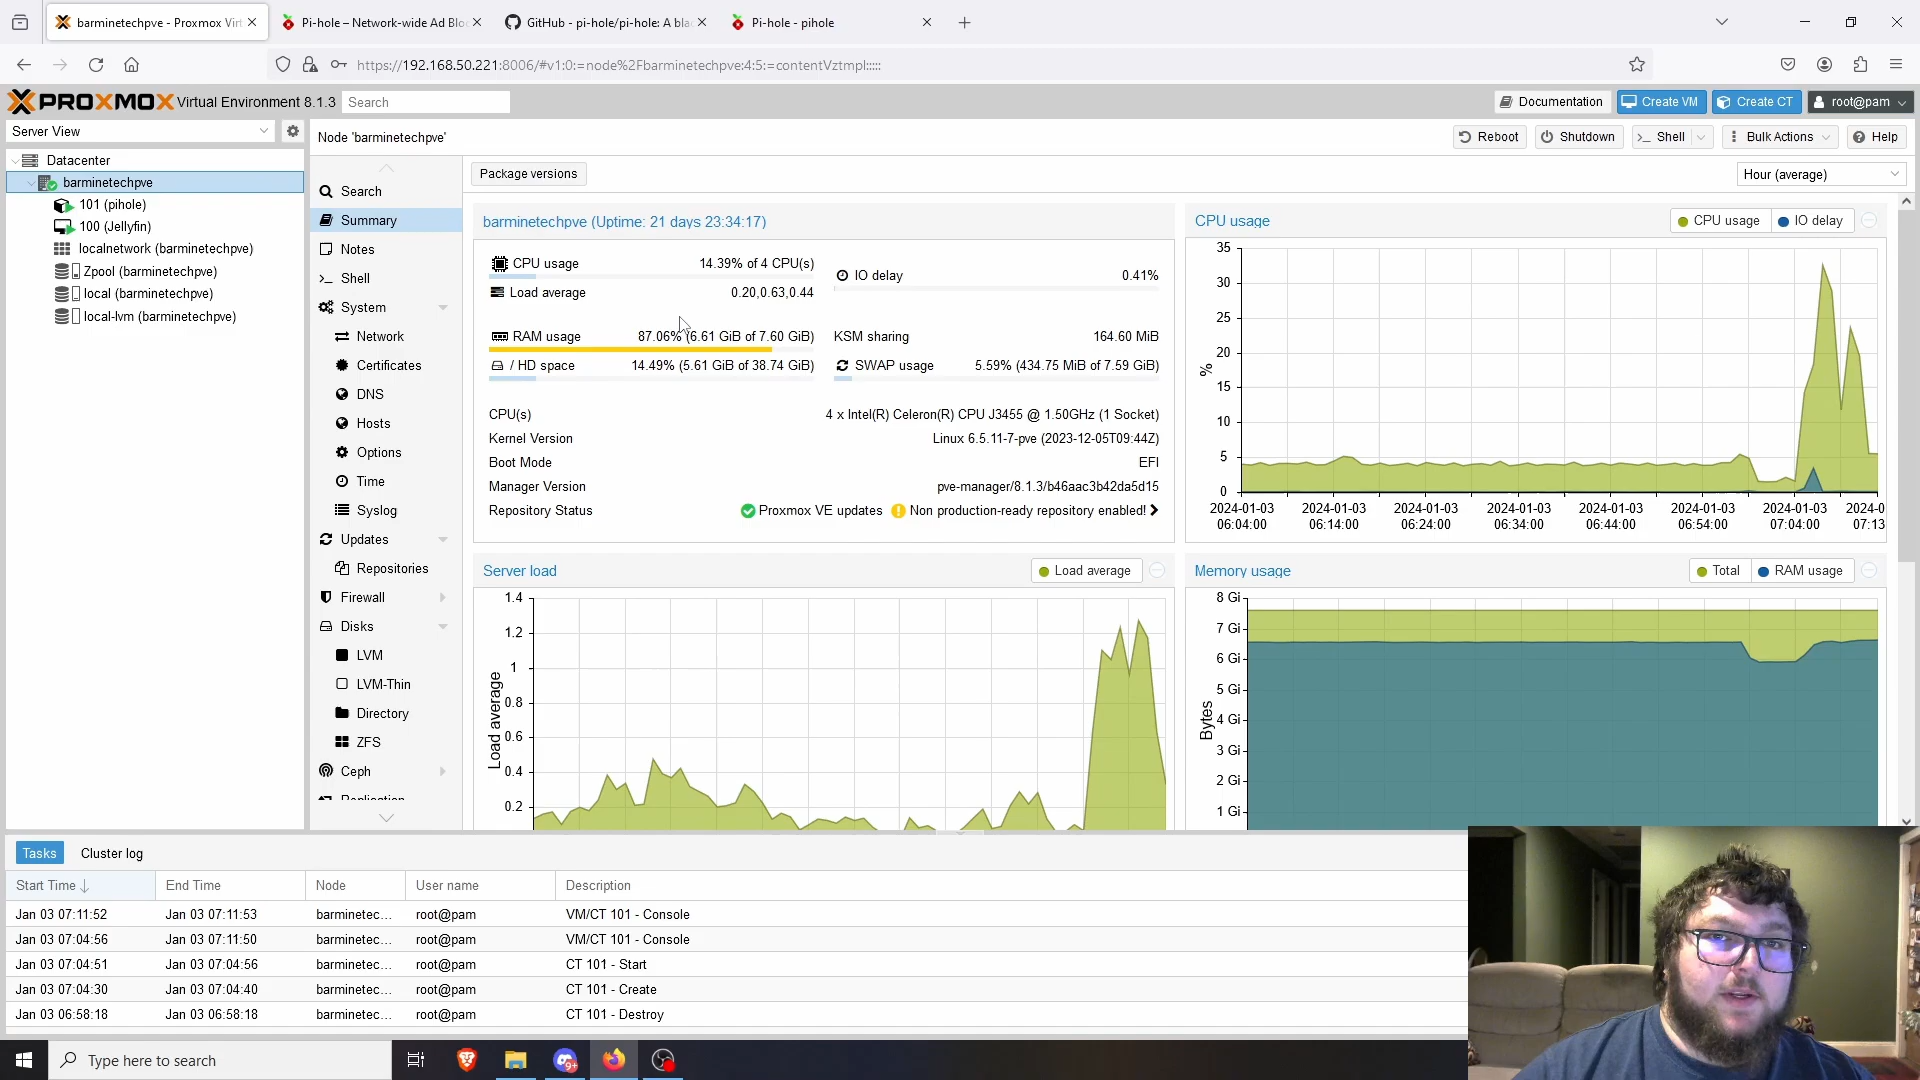 barminetechpve - Proxmox Virt
Pi-hole – Network-wide Ad Bloc
GitHub - pi-hole/pi-hole: A blac
Pi-hole - pihole
https://192.168.50.221:8006/#v1:0:=node%2Fbarminetechpve:4:5:=contentVztmpl:::::
PROXMOX Virtual Environment 8.1.3
Search
Documentation
Create VM
Create CT
root@pam
Server View
Node 'barminetechpve'
Reboot
Shutdown
Shell
Bulk Actions
Help
Datacenter
barminetechpve
101 (pihole)
100 (Jellyfin)
localnetwork (barminetechpve)
Zpool (barminetechpve)
local (barminetechpve)
local-lvm (barminetechpve)
Search
Summary
Notes
Shell
System
Network
Certificates
DNS
Hosts
Options
Time
Syslog
Updates
Repositories
Firewall
Disks
LVM
LVM-Thin
Directory
ZFS
Ceph
Replication
Package versions
Hour (average)
barminetechpve (Uptime: 21 days 23:34:17)
CPU usage 14.39% of 4 CPU(s)
IO delay 0.41%
Load average 0.20,0.63,0.44
RAM usage 87.06% (6.61 GiB of 7.60 GiB)
KSM sharing 164.60 MiB
/ HD space 14.49% (5.61 GiB of 38.74 GiB)
SWAP usage 5.59% (434.75 MiB of 7.59 GiB)
CPU(s) 4 x Intel(R) Celeron(R) CPU J3455 @ 1.50GHz (1 Socket)
Kernel Version Linux 6.5.11-7-pve (2023-12-05T09:44Z)
Boot Mode EFI
Manager Version pve-manager/8.1.3/b46aac3b42da5d15
Repository Status Proxmox VE updates Non production-ready repository enabled!
CPU usage
CPU usage
IO delay
35
30
25
20
15
10
5
0
%
2024-01-03 2024-01-03 2024-01-03 2024-01-03 2024-01-03 2024-01-03 2024-01-03 2024-0
06:04:00 06:14:00 06:24:00 06:34:00 06:44:00 06:54:00 07:04:00 07:13
Server load
Load average
1.4
1.2
1
0.8
0.6
0.4
0.2
Load average
Memory usage
Total
RAM usage
8 Gi
7 Gi
6 Gi
5 Gi
4 Gi
3 Gi
2 Gi
1 Gi
Bytes
Tasks
Cluster log
Start Time End Time Node User name Description
Jan 03 07:11:52 Jan 03 07:11:53 barminetec... root@pam VM/CT 101 - Console
Jan 03 07:04:56 Jan 03 07:11:50 barminetec... root@pam VM/CT 101 - Console
Jan 03 07:04:51 Jan 03 07:04:56 barminetec... root@pam CT 101 - Start
Jan 03 07:04:30 Jan 03 07:04:40 barminetec... root@pam CT 101 - Create
Jan 03 06:58:18 Jan 03 06:58:18 barminetec... root@pam CT 101 - Destroy
Type here to search
9+